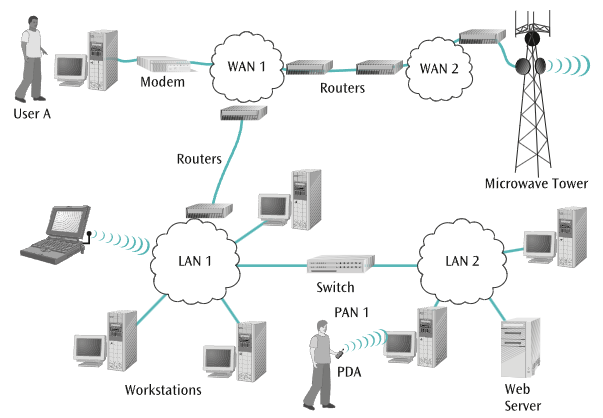 WAN 1
WAN 2
Modem
Routers
User A
Routers
Microwave Tower
LAN 1
LAN 2
Switch
PAN 1
PDA
Workstations
Web
Server